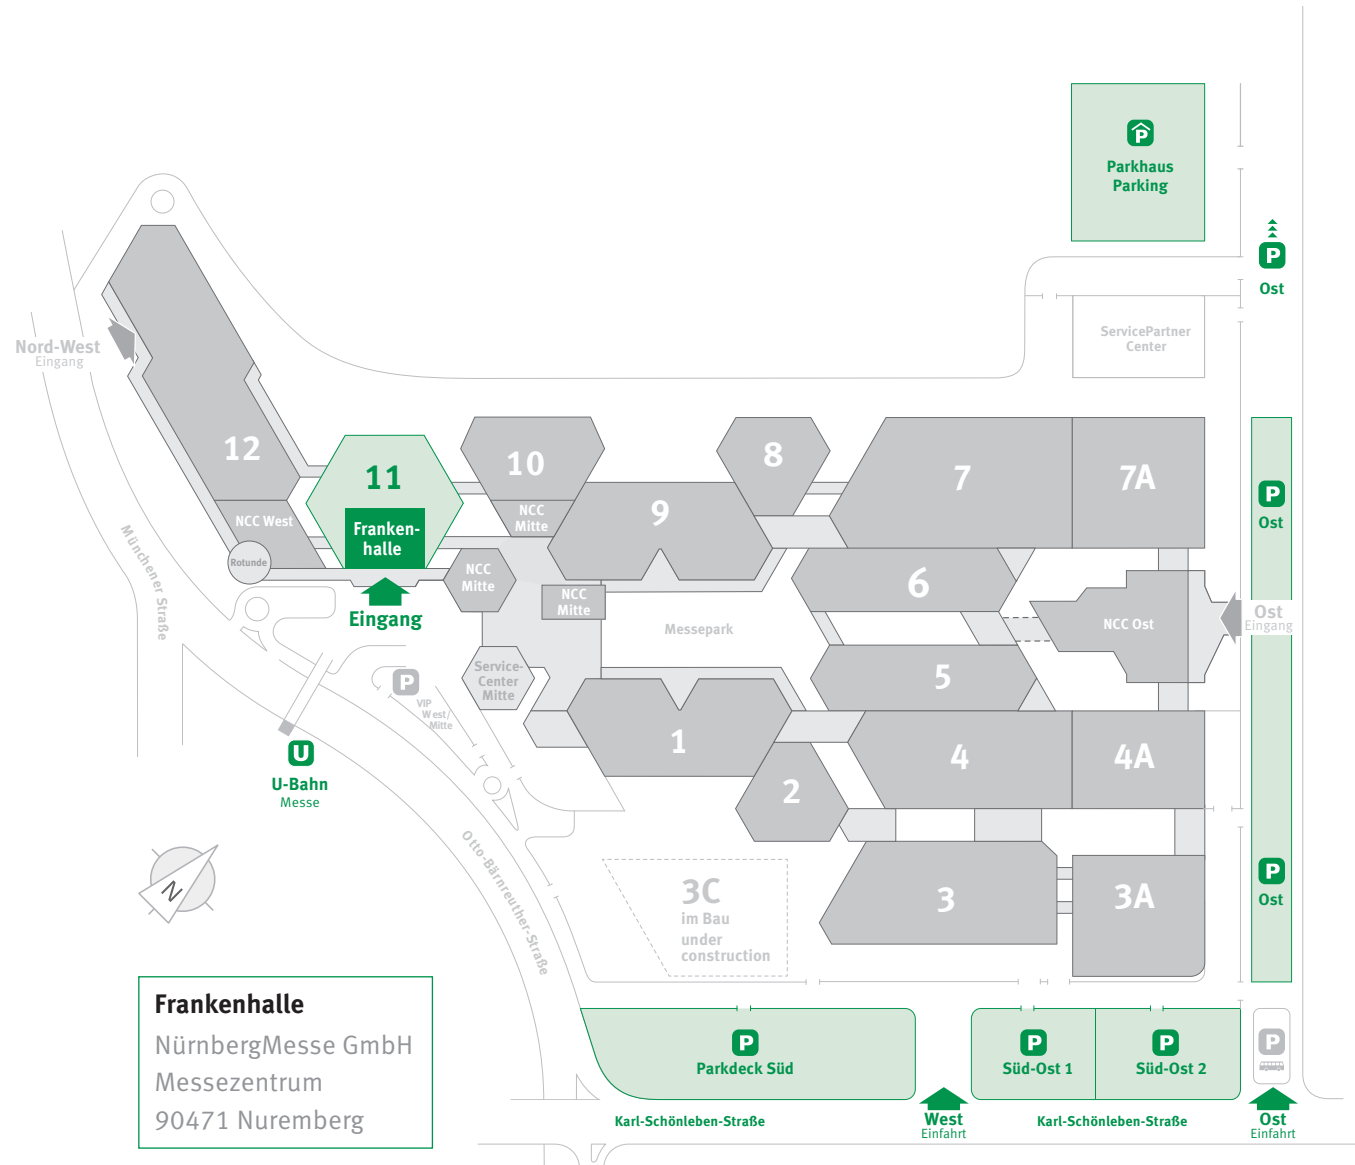 P
Parkhaus
Parking
P
Ost
ServicePartner
Center
Nord-West
Eingang
12
11
10
8
7
7A
9
NCC West
Franken-
halle
NCC
Mitte
P
Ost
Rotunde
NCC
Mitte
NCC
Mitte
6
Eingang
Messepark
NCC Ost
Ost
Eingang
Münchener Straße
Service-
Center
Mitte
5
P
VIP
West/
Mitte
1
4
4A
U
U-Bahn
Messe
2
Otto-Bärnreuther-Straße
N
3C
im Bau
under
construction
3
3A
P
Ost
Frankenhalle
NürnbergMesse GmbH
Messezentrum
90471 Nuremberg
P
Parkdeck Süd
P
Süd-Ost 1
P
Süd-Ost 2
P
Karl-Schönleben-Straße
West
Einfahrt
Karl-Schönleben-Straße
Ost
Einfahrt